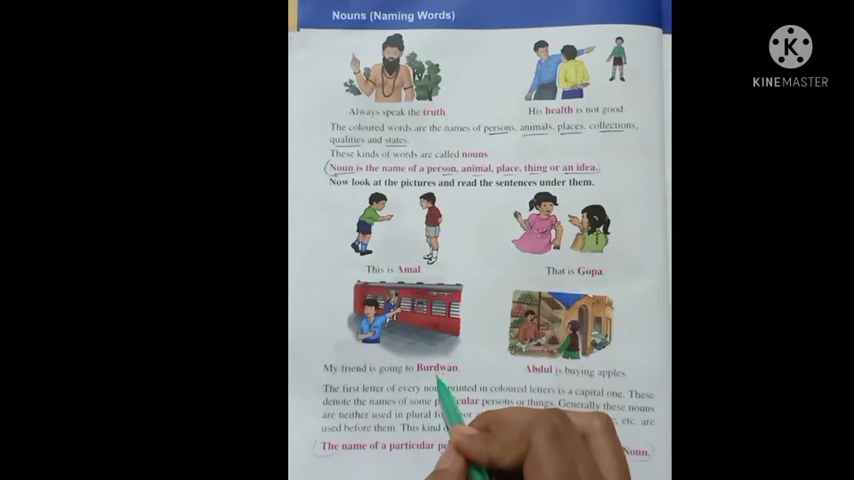 Nouns (Naming Words)
K
KINEMASTER
Always speak the truth.
His health is not good.
The coloured words are the names of persons, animals, places, collections,
qualities and states.
These kinds of words are called nouns
Noun is the name of a person, animal, place, thing or an idea.
Now look at the pictures and read the sentences under them.
This is Amal.
That is Gopa.
My friend is going to Burdwan.
Abdul is buying apples.
The first letter of every noun printed in coloured letters is a capital one. These
denote the names of some particular persons or things. Generally these nouns
are neither used in plural etc. are
used before them. This kind
The name of a particular Noun.